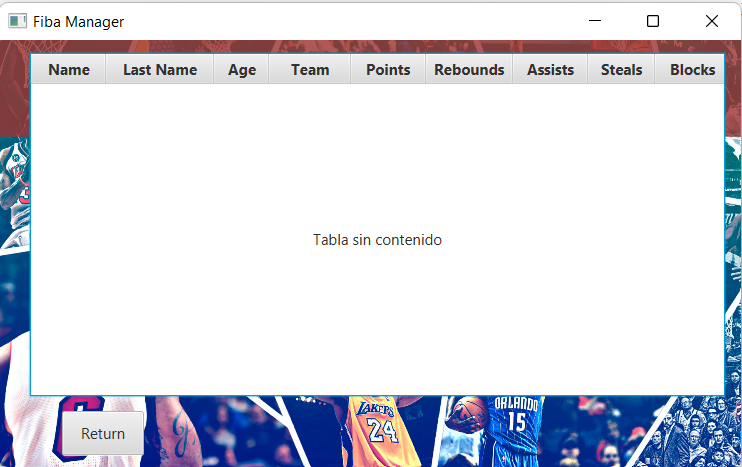 Fiba Manager
Name Last Name Age Team Points Rebounds Assists Steals Blocks
Tabla sin contenido
LAKERS
24
ORLANDO
15
Return